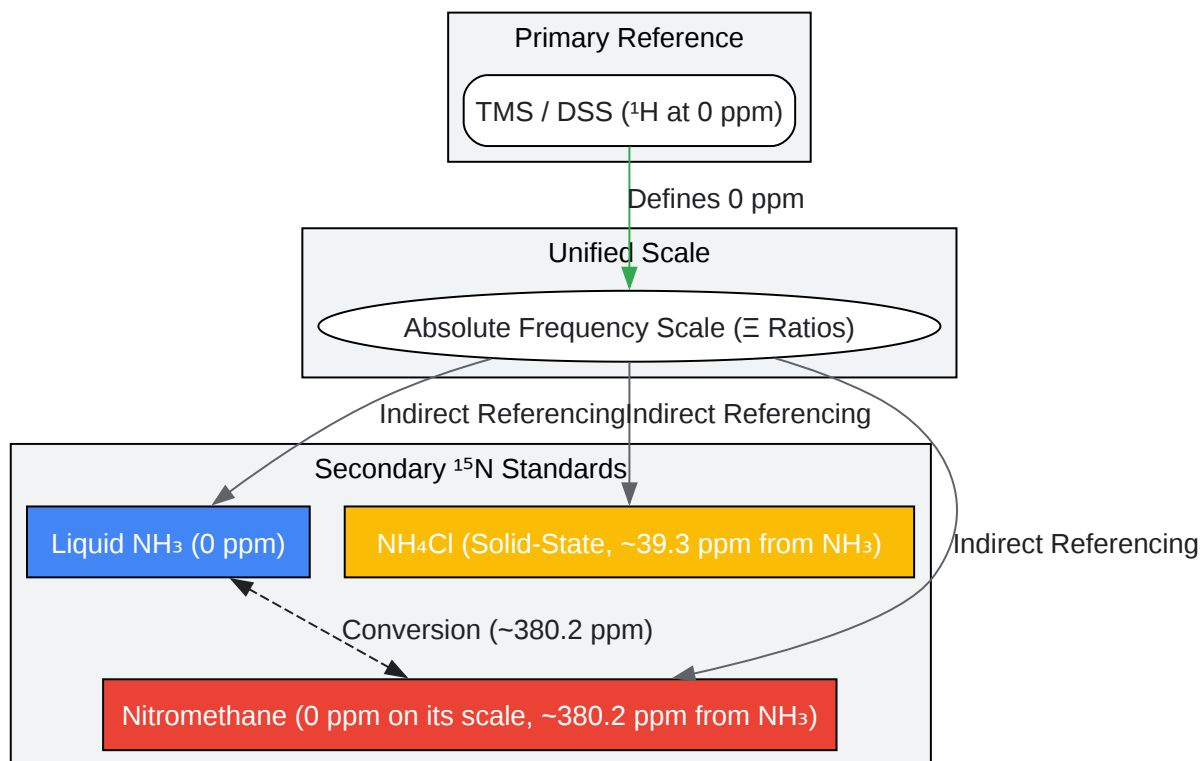 Primary Reference
TMS / DSS (¹H at 0 ppm)
Defines 0 ppm
Unified Scale
Absolute Frequency Scale (Ξ Ratios)
Indirect Referencing
Indirect Referencing
Secondary ¹⁵N Standards
Liquid NH₃ (0 ppm)
NH₄Cl (Solid-State, ~39.3 ppm from NH₃)
Indirect Referencing
Conversion (~380.2 ppm)
Nitromethane (0 ppm on its scale, ~380.2 ppm from NH₃)